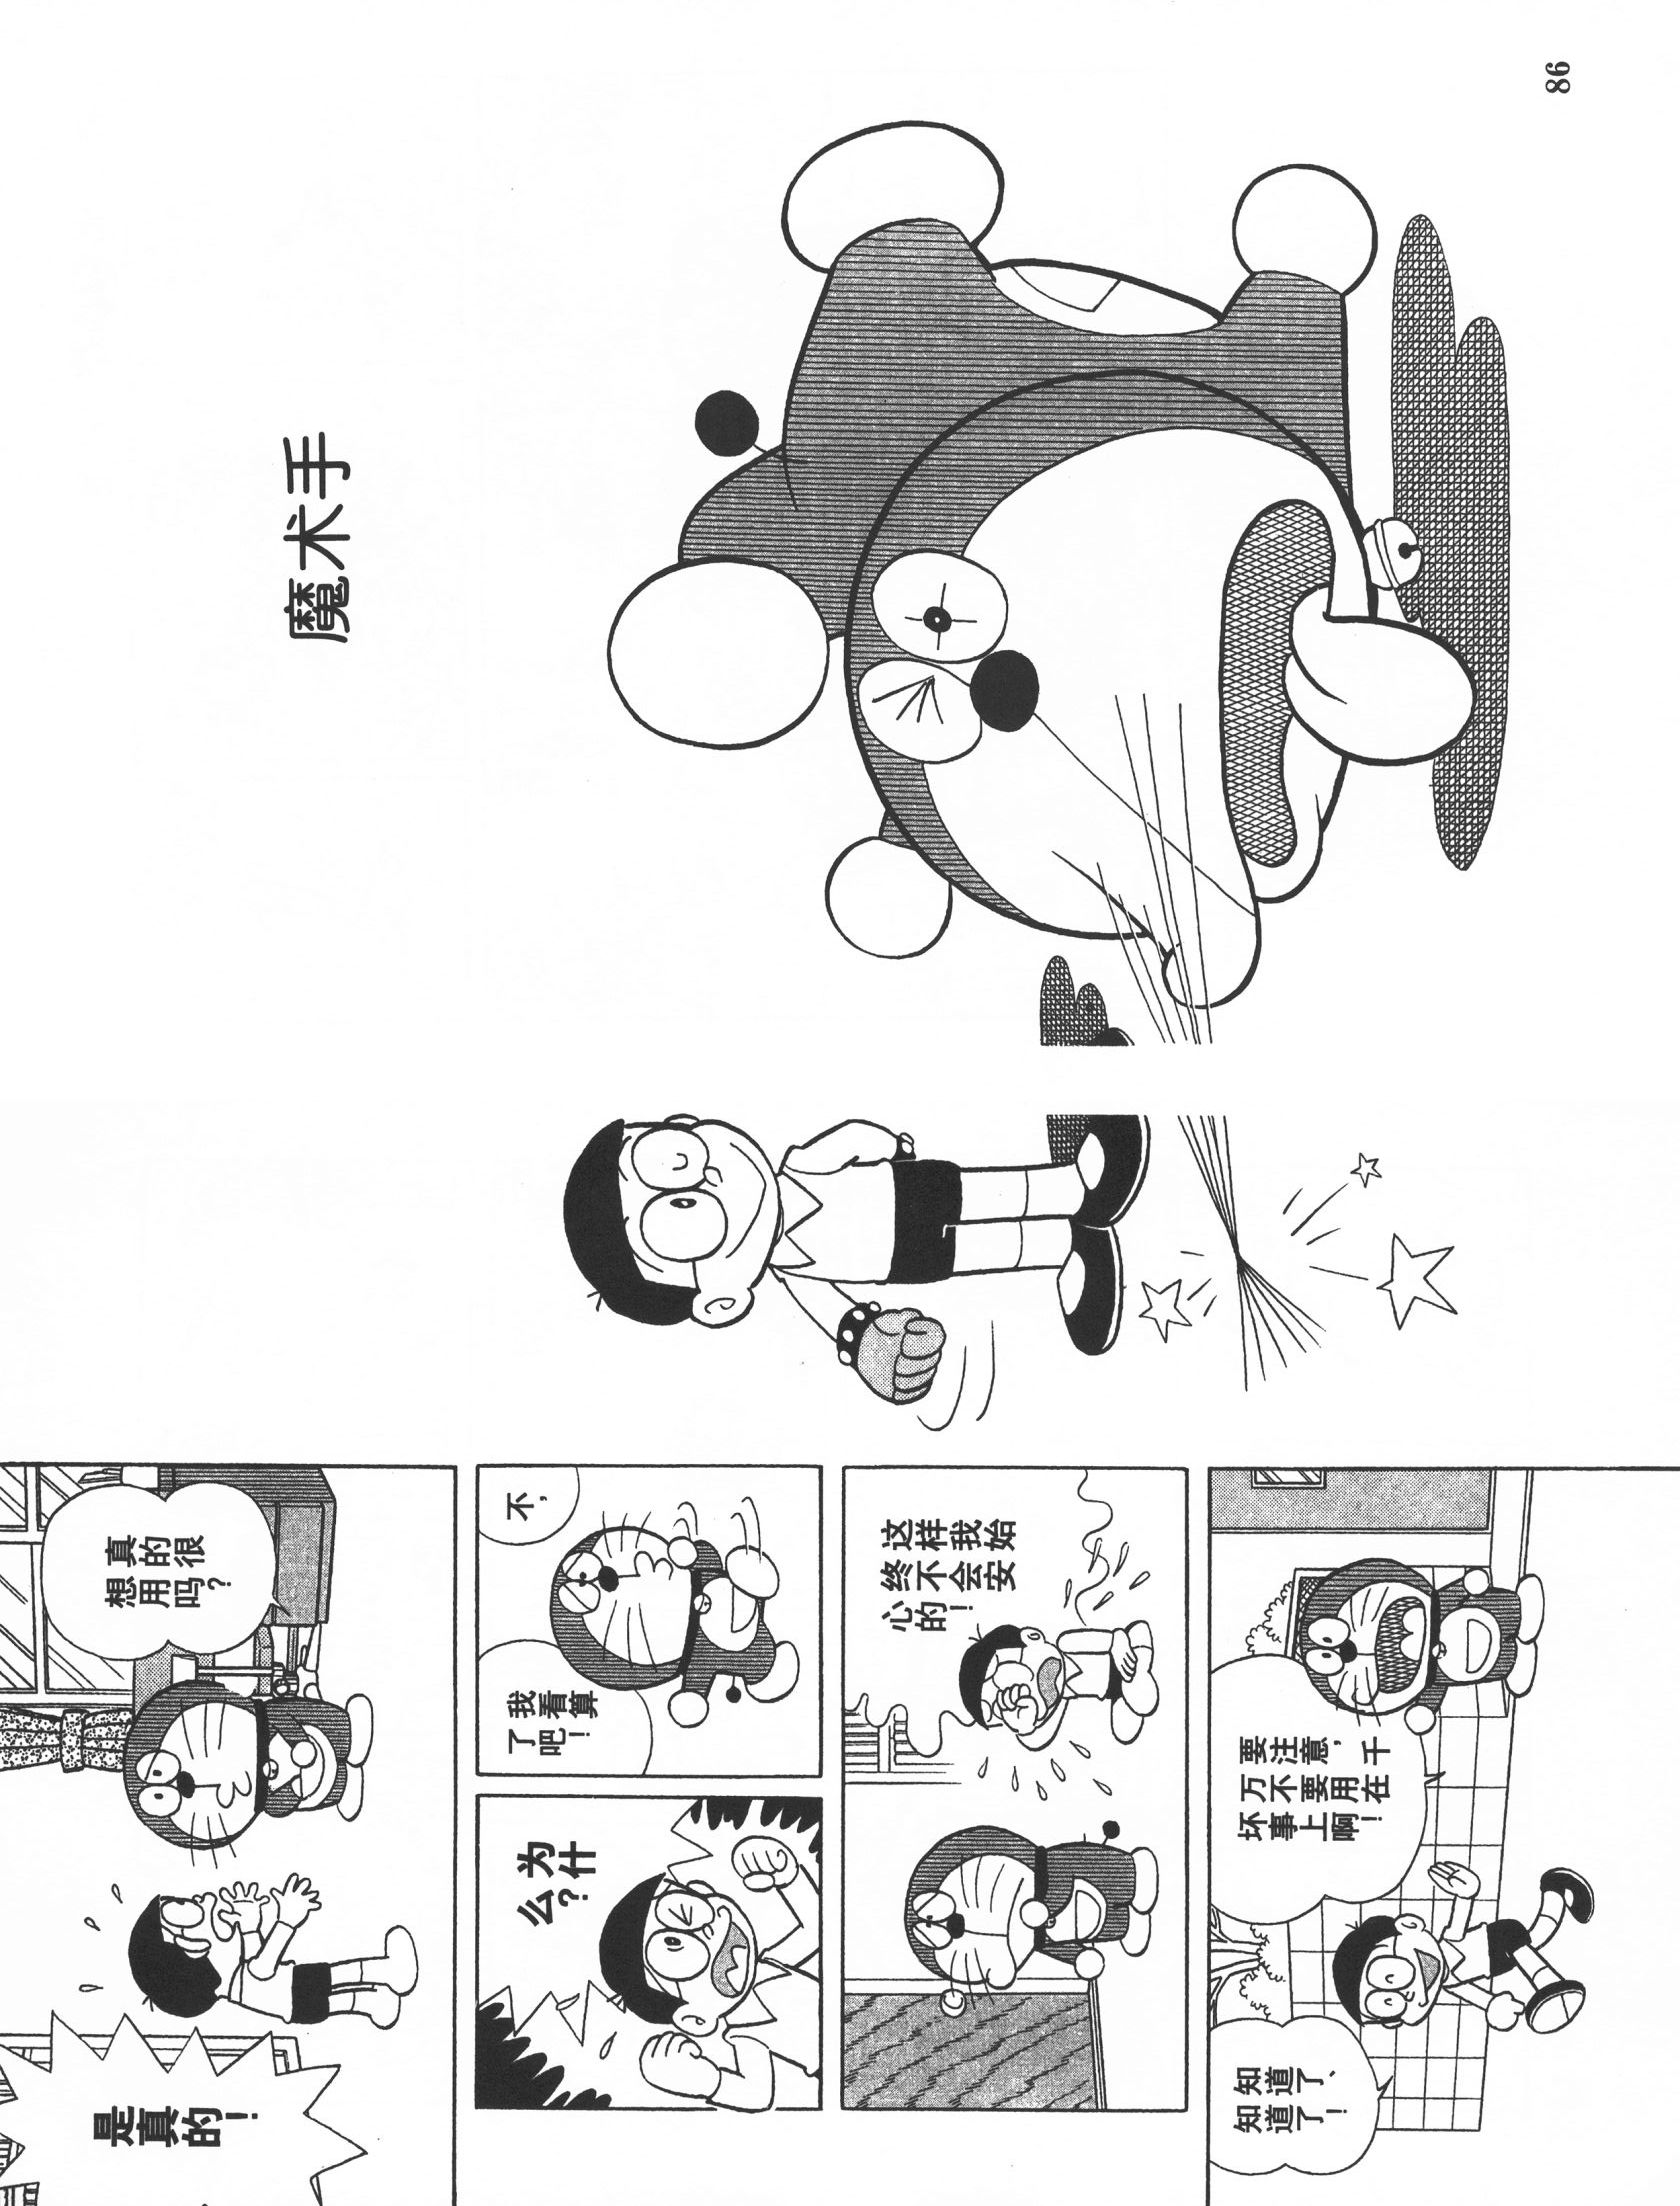 魔术手
86
真的很
想用吗？
是真的！
不，
我看算
了吧！
为什
么？
这样我始
终不会安
心的！
要注意，千
万不要用在
坏事上啊！
知道了、
知道了！